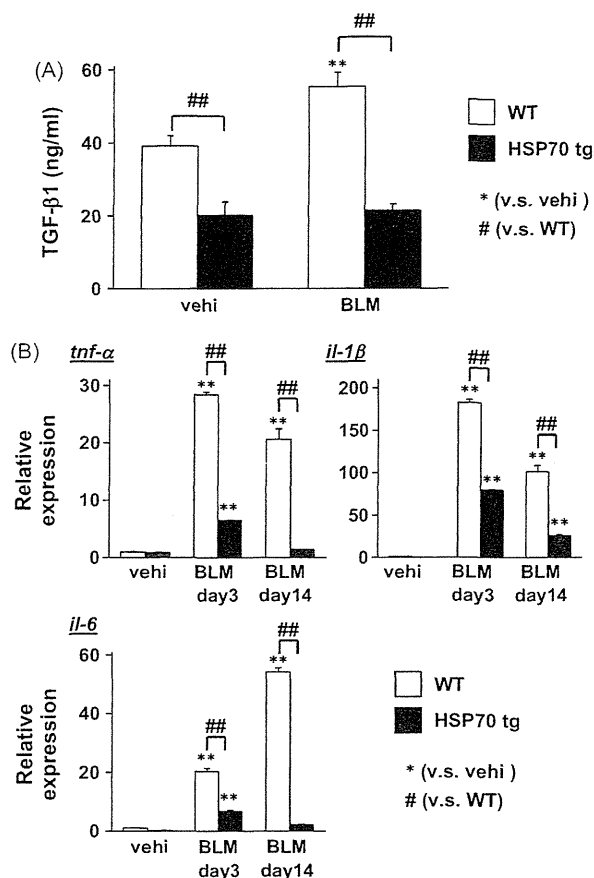 (A)
##
##
**
TGF-β1 (ng/ml)
60
40
20
0
vehi
BLM
WT
HSP70 tg
* (v.s. vehi )
# (v.s. WT)
(B)
tnf-α
##
##
**
**
**
Relative expression
30
20
10
0
vehi
BLM
day3
BLM
day14
il-1β
##
##
**
**
**
**
200
150
100
50
0
vehi
BLM
day3
BLM
day14
il-6
##
##
**
**
**
Relative expression
60
40
20
0
vehi
BLM
day3
BLM
day14
WT
HSP70 tg
* (v.s. vehi )
# (v.s. WT)